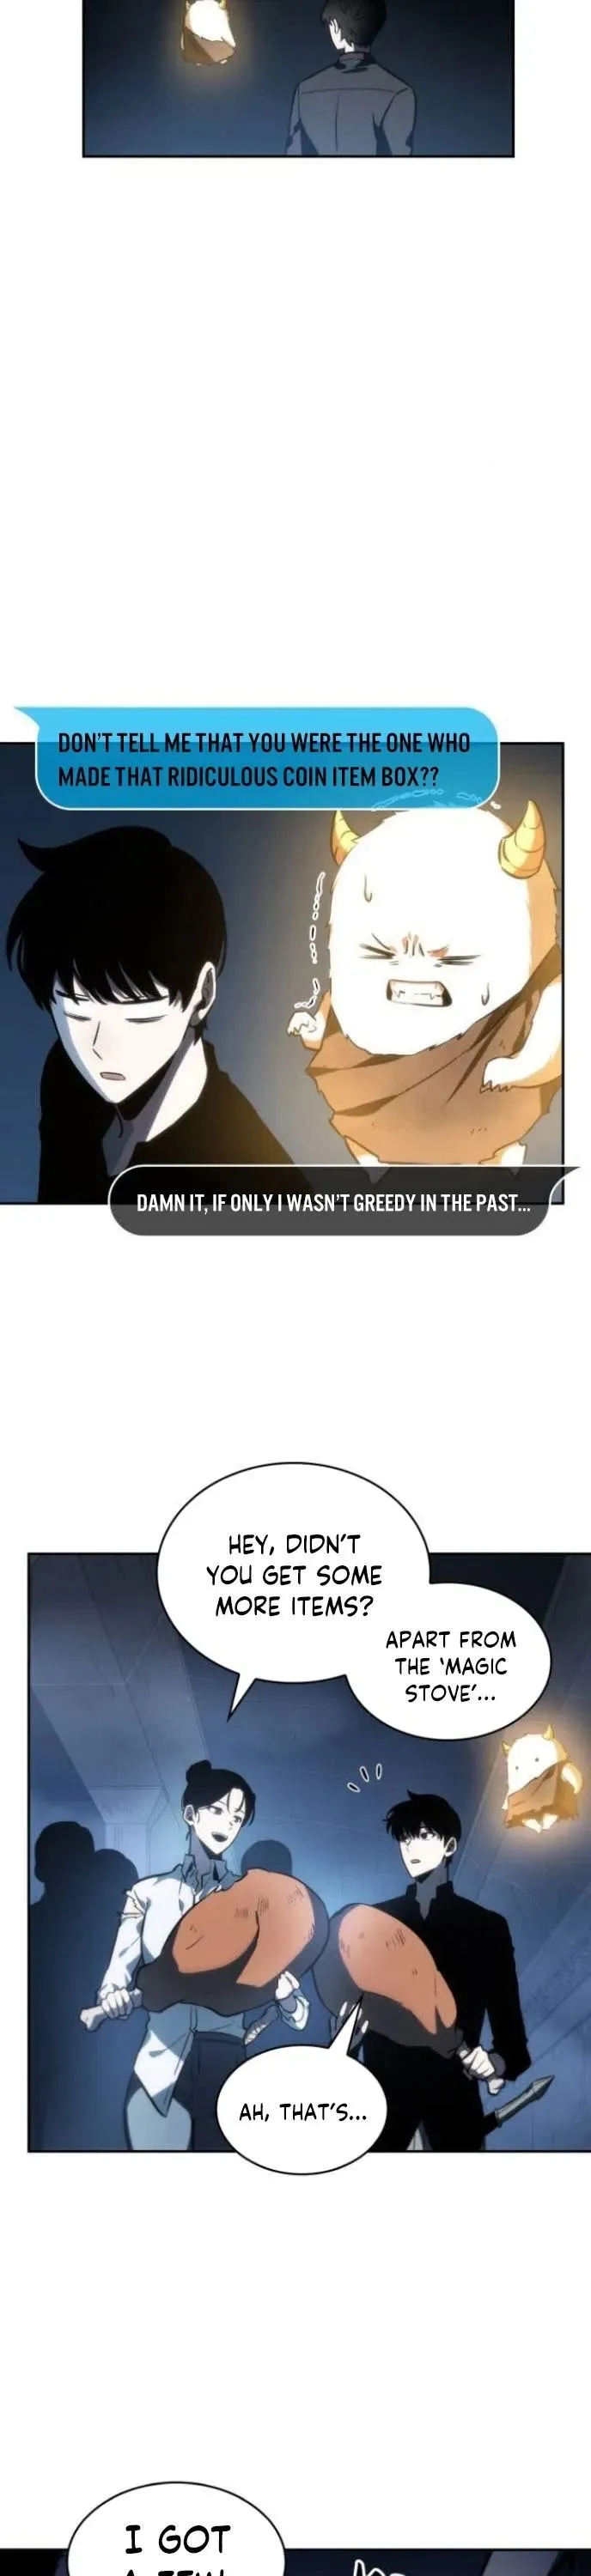 DON'T TELL ME THAT YOU WERE THE ONE WHO
MADE THAT RIDICULOUS COIN ITEM BOX??
DAMN IT, IF ONLY I WASN'T GREEDY IN THE PAST...
HEY, DIDN'T
YOU GET SOME
MORE ITEMS?
APART FROM
THE 'MAGIC
STOVE'...
AH, THAT'S...
I GOT
A FEW